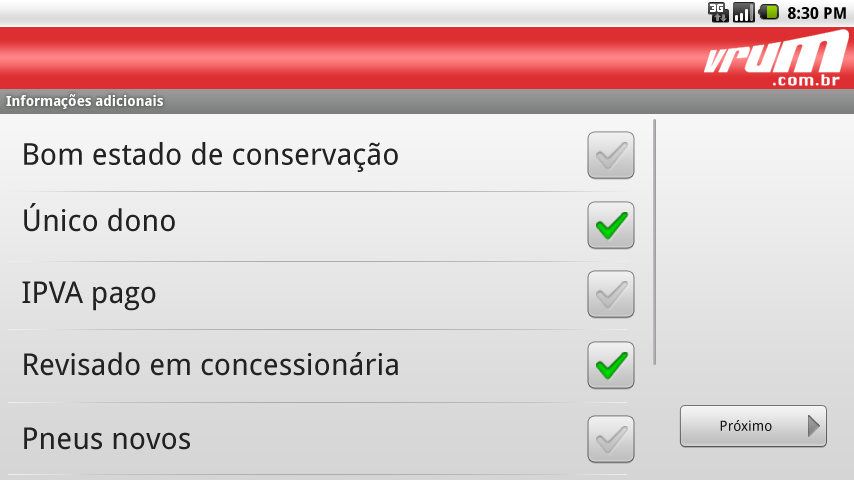 3G 8:30 PM
vrum
.com.br
Informações adicionais
Bom estado de conservação
Único dono
IPVA pago
Revisado em concessionária
Pneus novos
Próximo